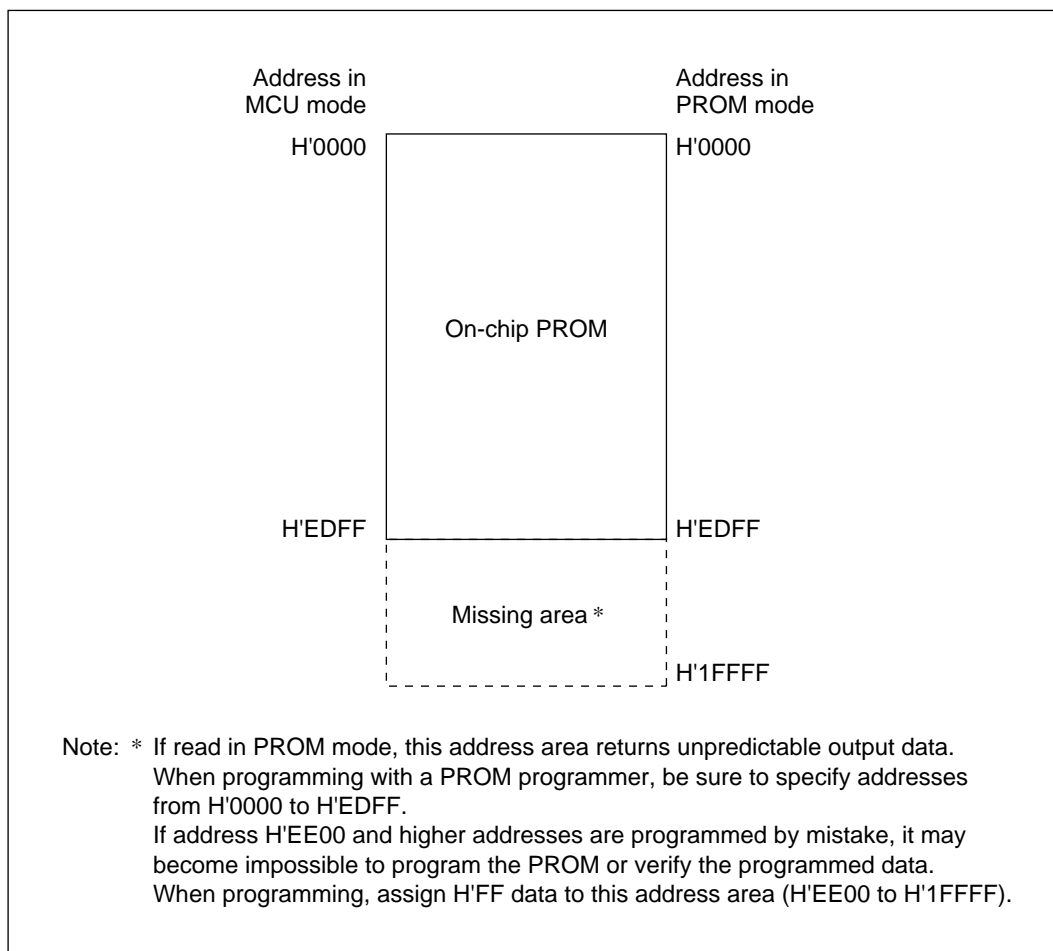 Address in
MCU mode
Address in
PROM mode
H'0000
H'0000
On-chip PROM
H'EDFF
H'EDFF
Missing area *
H'1FFFF
Note: * If read in PROM mode, this address area returns unpredictable output data.
When programming with a PROM programmer, be sure to specify addresses
from H'0000 to H'EDFF.
If address H'EE00 and higher addresses are programmed by mistake, it may
become impossible to program the PROM or verify the programmed data.
When programming, assign H'FF data to this address area (H'EE00 to H'1FFFF).